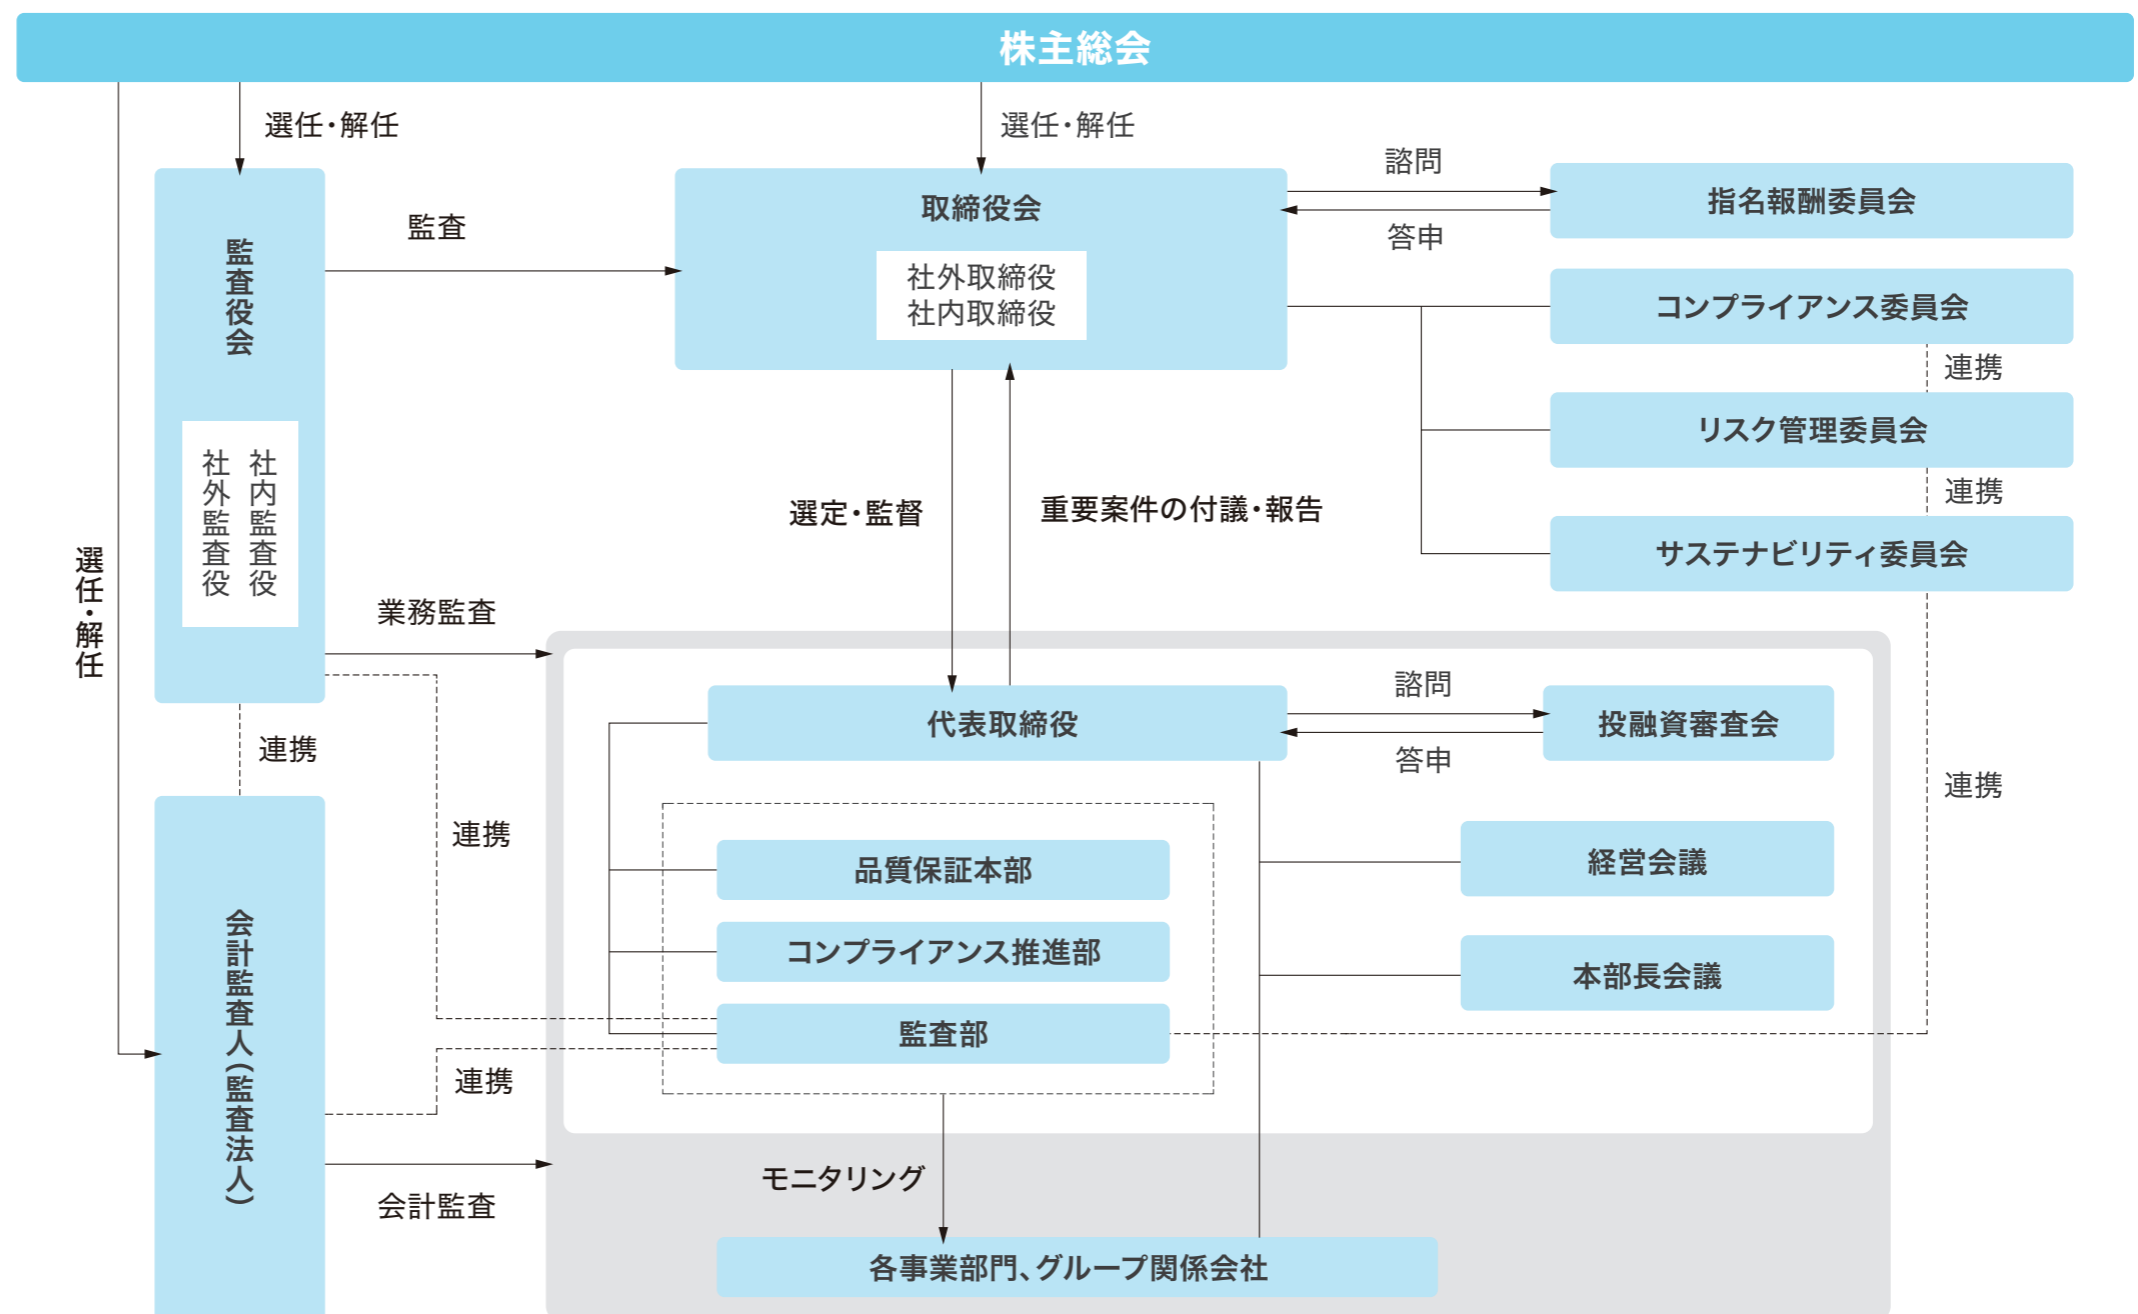 株主総会
選任・解任
選任・解任
諮問
指名報酬委員会
答申
取締役会
社外取締役
社内取締役
監査
監査役会
社内監査役
社外監査役
コンプライアンス委員会
連携
リスク管理委員会
連携
サステナビリティ委員会
選定・監督
重要案件の付議・報告
選任・解任
業務監査
代表取締役
諮問
投融資審査会
答申
連携
連携
連携
品質保証本部
経営会議
コンプライアンス推進部
本部長会議
監査部
連携
会計監査人(監査法人)
会計監査
モニタリング
各事業部門、グループ関係会社